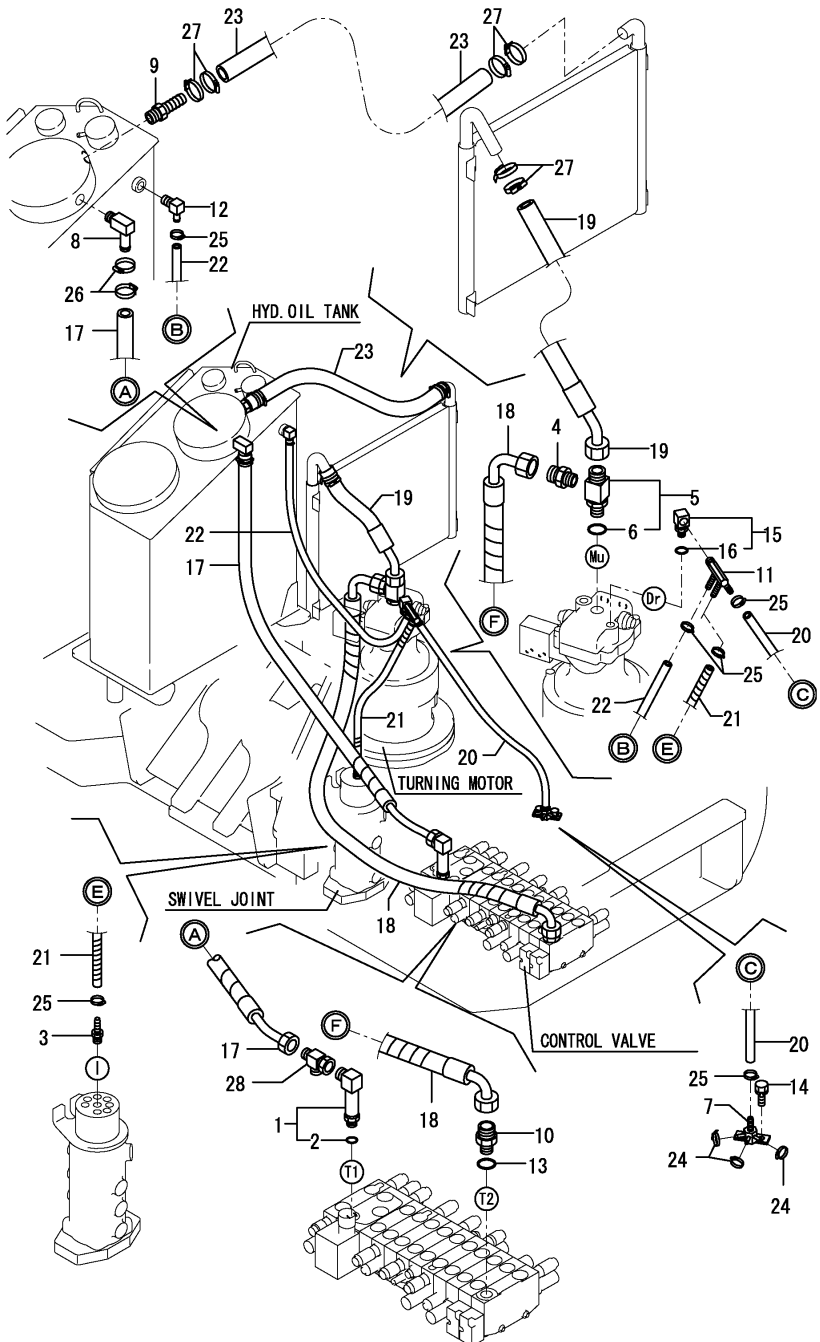 23
27
9
27
23
27
12
25
8
22
19
26
17
B
A
HYD.OIL TANK
23
18
4
19
5
19
6
15
16
22
Mu
11
17
Dr
25
20
F
25
21
22
21
C
20
B
E
TURNING MOTOR
E
SWIVEL JOINT
18
A
21
C
25
F
CONTROL VALVE
3
17
20
28
25
14
I
18
7
1
10
2
13
24
24
T1
T2